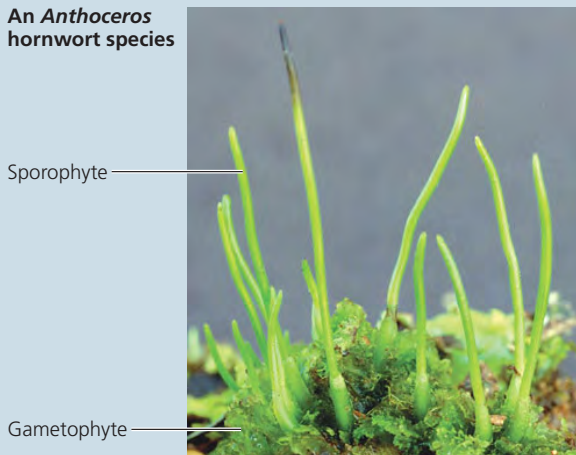 An Anthoceros
hornwort species
Sporophyte
Gametophyte